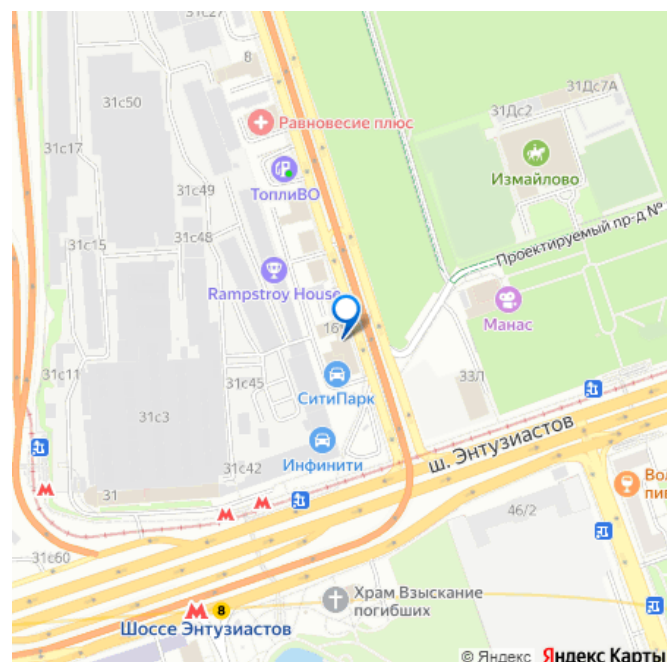 31с27
8
31с50
Равновесие плюс
31с17
31Дс7А
31Дс2
Измайлово
31с49
ТоплиВО
31с48
31с15
Проектируемый пр-д №
Rampstroy House
Манас
16
31с11
31с45
СитиПарк
33Л
31с3
Инфинити
31с42
ш. Энтузиастов
31
46/2
Вол
пи
31с60
Храм Взыскание
погибших
8
Шоссе Энтузиастов
© Яндекс Яндекс Карты